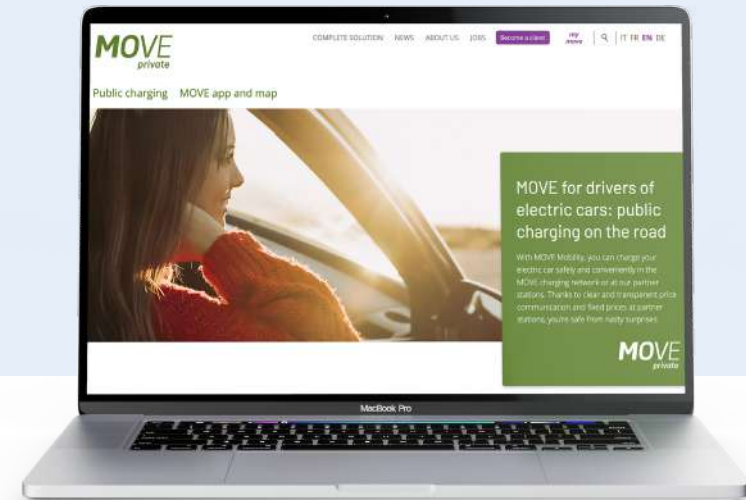 MOVE
private
COMPLETE SOLUTION NEWS ABOUT US JOBS Become a client my move IT FR EN DE
Public charging MOVE app and map
MOVE for drivers of
electric cars: public
charging on the road
With MOVE Mobility, you can charge your
electric car safely and conveniently in the
MOVE charging network or at our partner
stations. Thanks to clear and transparent price
communication and fixed prices at partner
stations, you're safe from nasty surprises.
MOVE
private
MacBook Pro